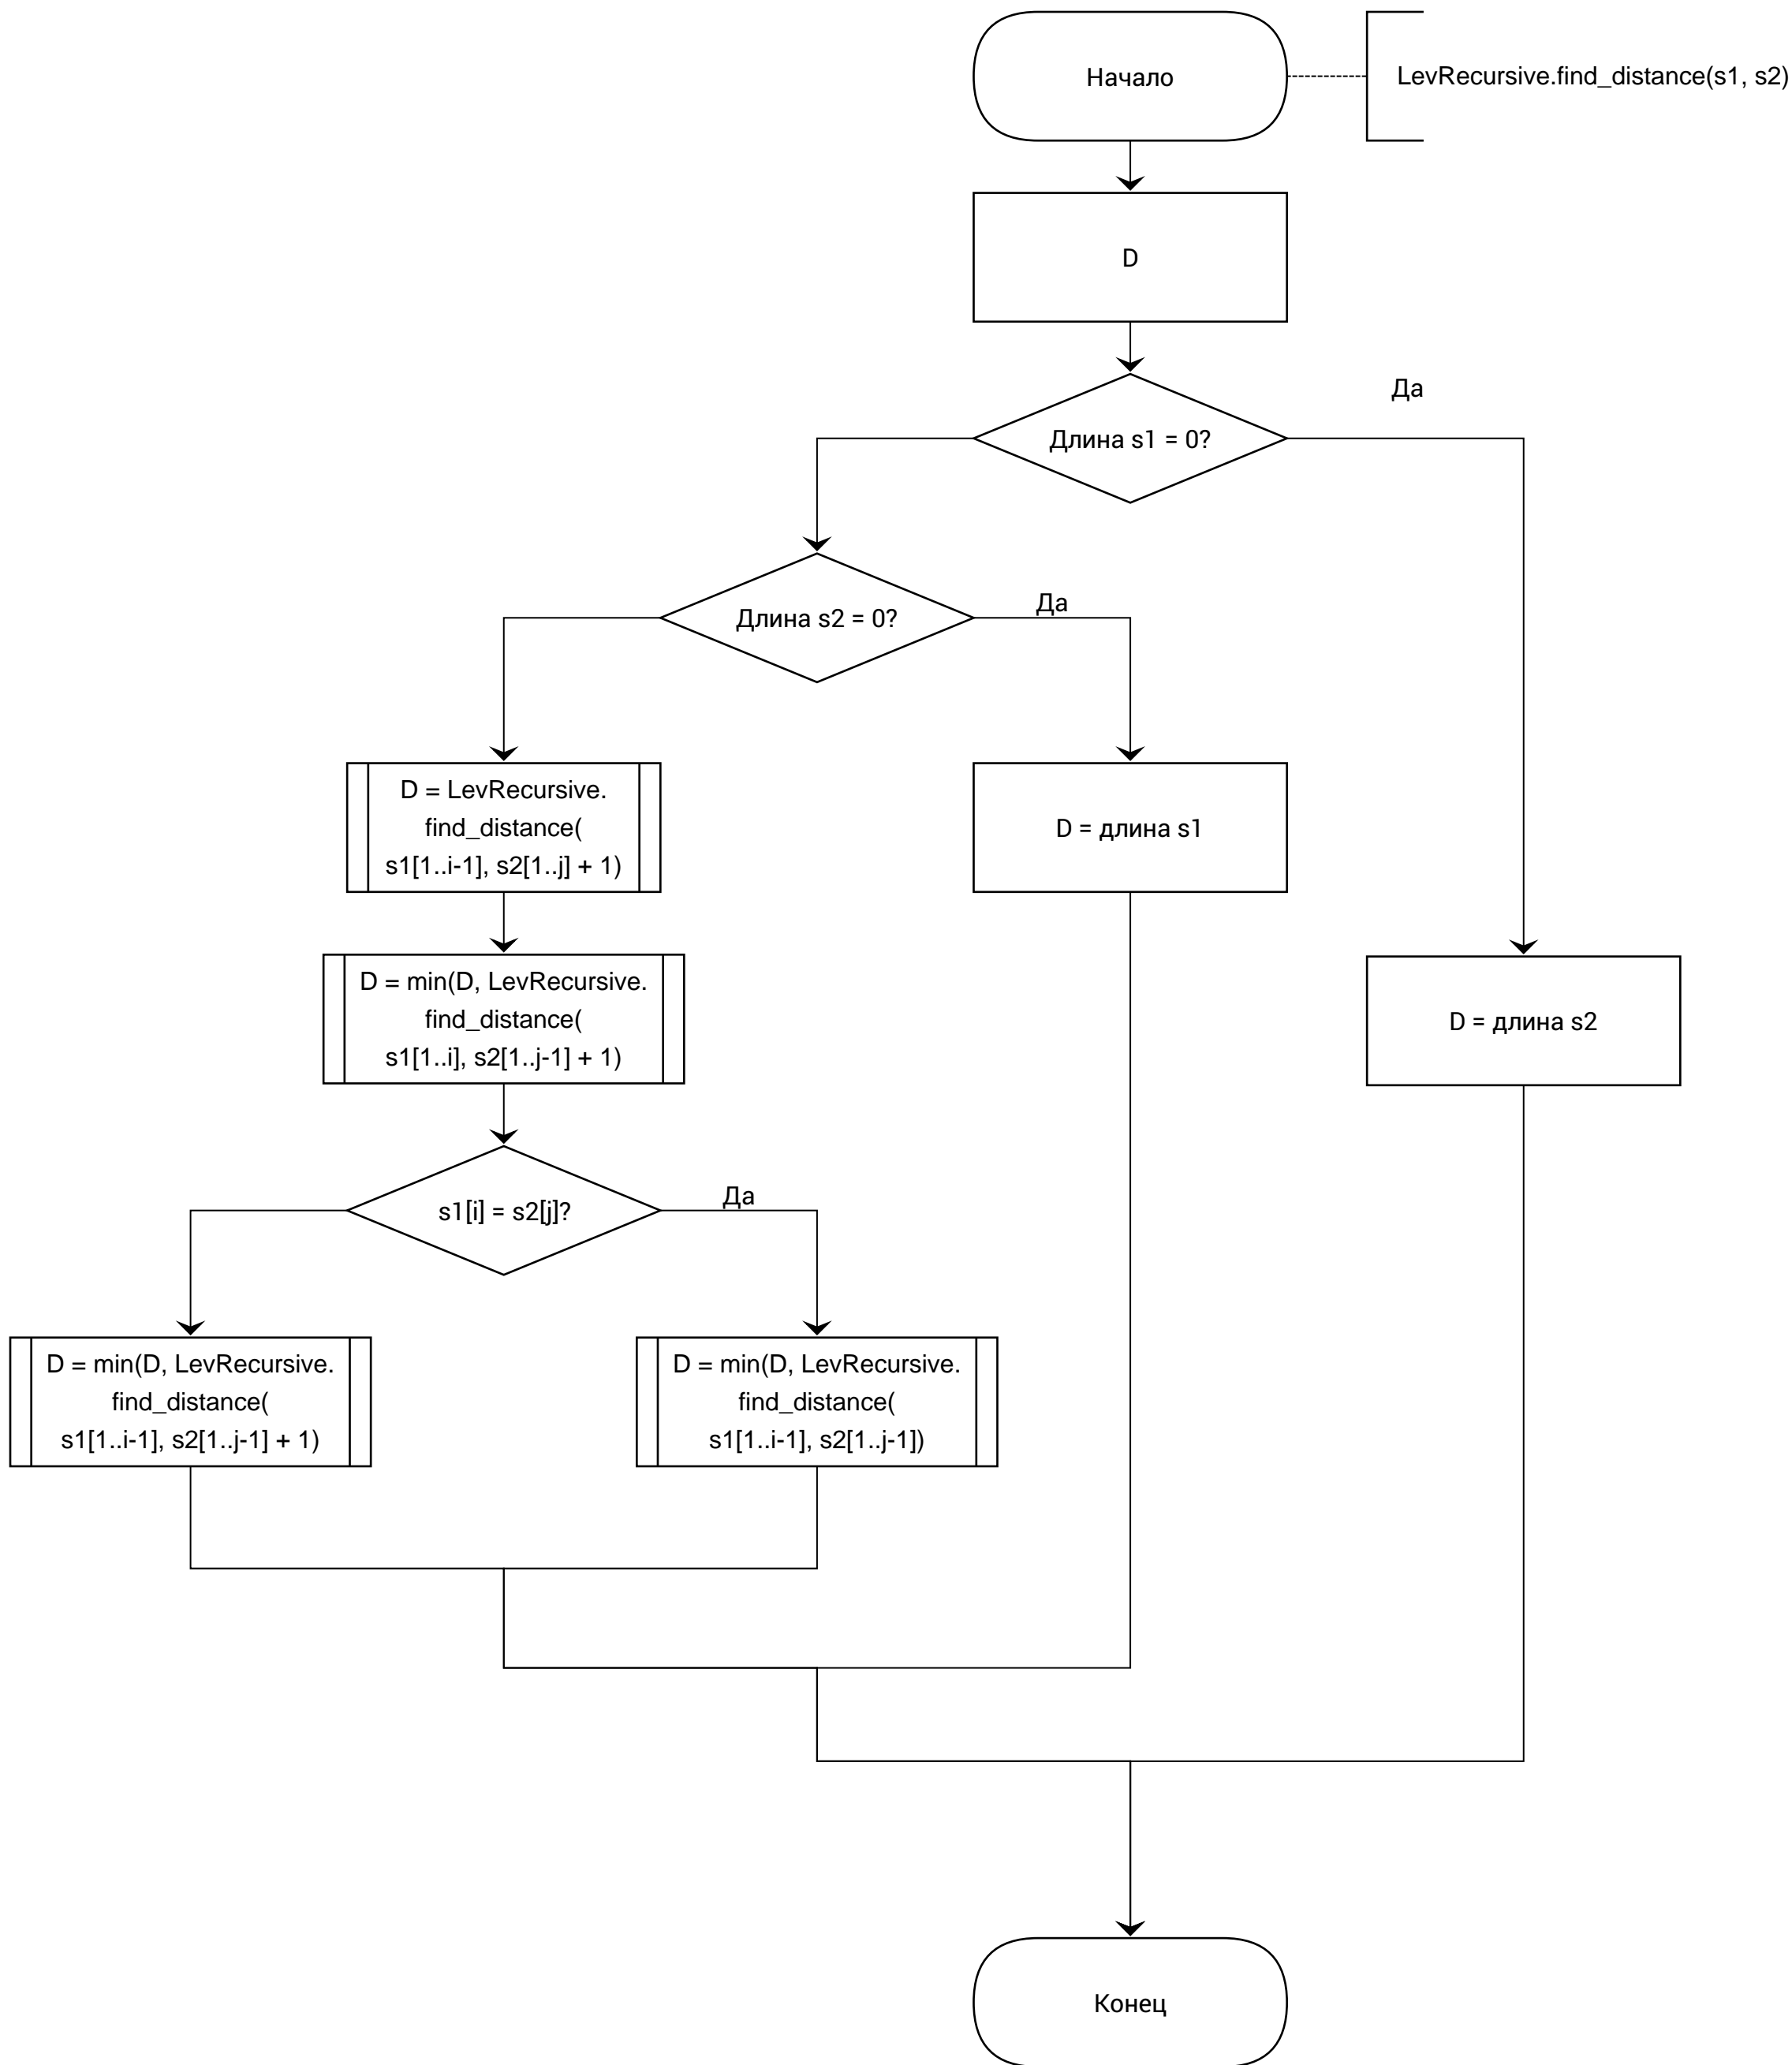 Начало
LevRecursive.find_distance(s1, s2)
D
Да
Длина s1 = 0?
Да
Длина s2 = 0?
D = LevRecursive.
find_distance(
s1[1..i-1], s2[1..j] + 1)
D = длина s1
D = min(D, LevRecursive.
find_distance(
s1[1..i], s2[1..j-1] + 1)
D = длина s2
Да
s1[i] = s2[j]?
D = min(D, LevRecursive.
find_distance(
s1[1..i-1], s2[1..j-1] + 1)
D = min(D, LevRecursive.
find_distance(
s1[1..i-1], s2[1..j-1])
Конец